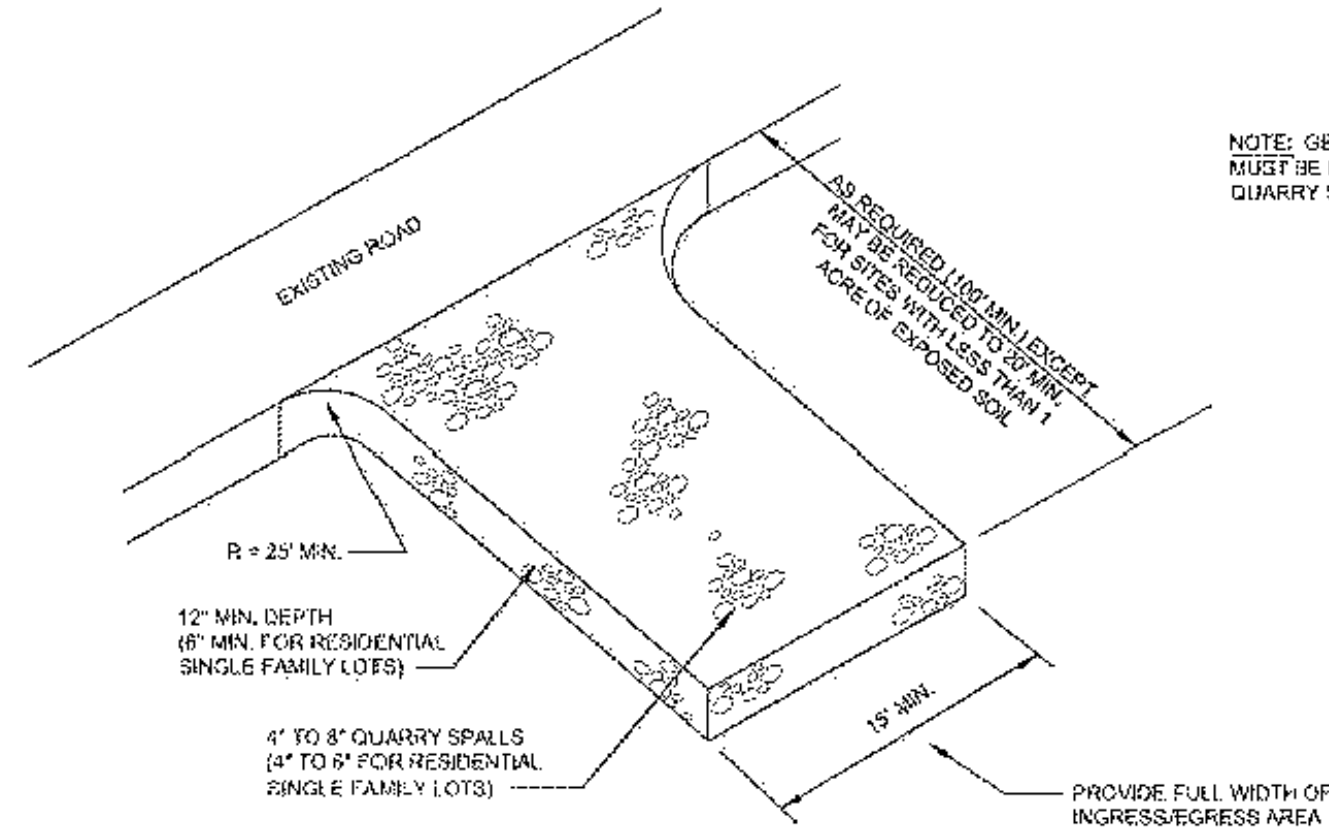 NOTE: GE
MUST BE
QUARRY S
EXISTING ROAD
AS REQUIRED (100' MIN.) EXCEPT
MAY BE REDUCED TO 20' MIN.
FOR SITES WITH LESS THAN 1
ACRE OF EXPOSED SOIL
R = 25' MIN.
12" MIN. DEPTH
(6" MIN. FOR RESIDENTIAL
SINGLE FAMILY LOTS)
4" TO 8" QUARRY SPALLS
(4" TO 6" FOR RESIDENTIAL
SINGLE FAMILY LOTS)
15' MIN.
PROVIDE FULL WIDTH OF
INGRESS/EGRESS AREA